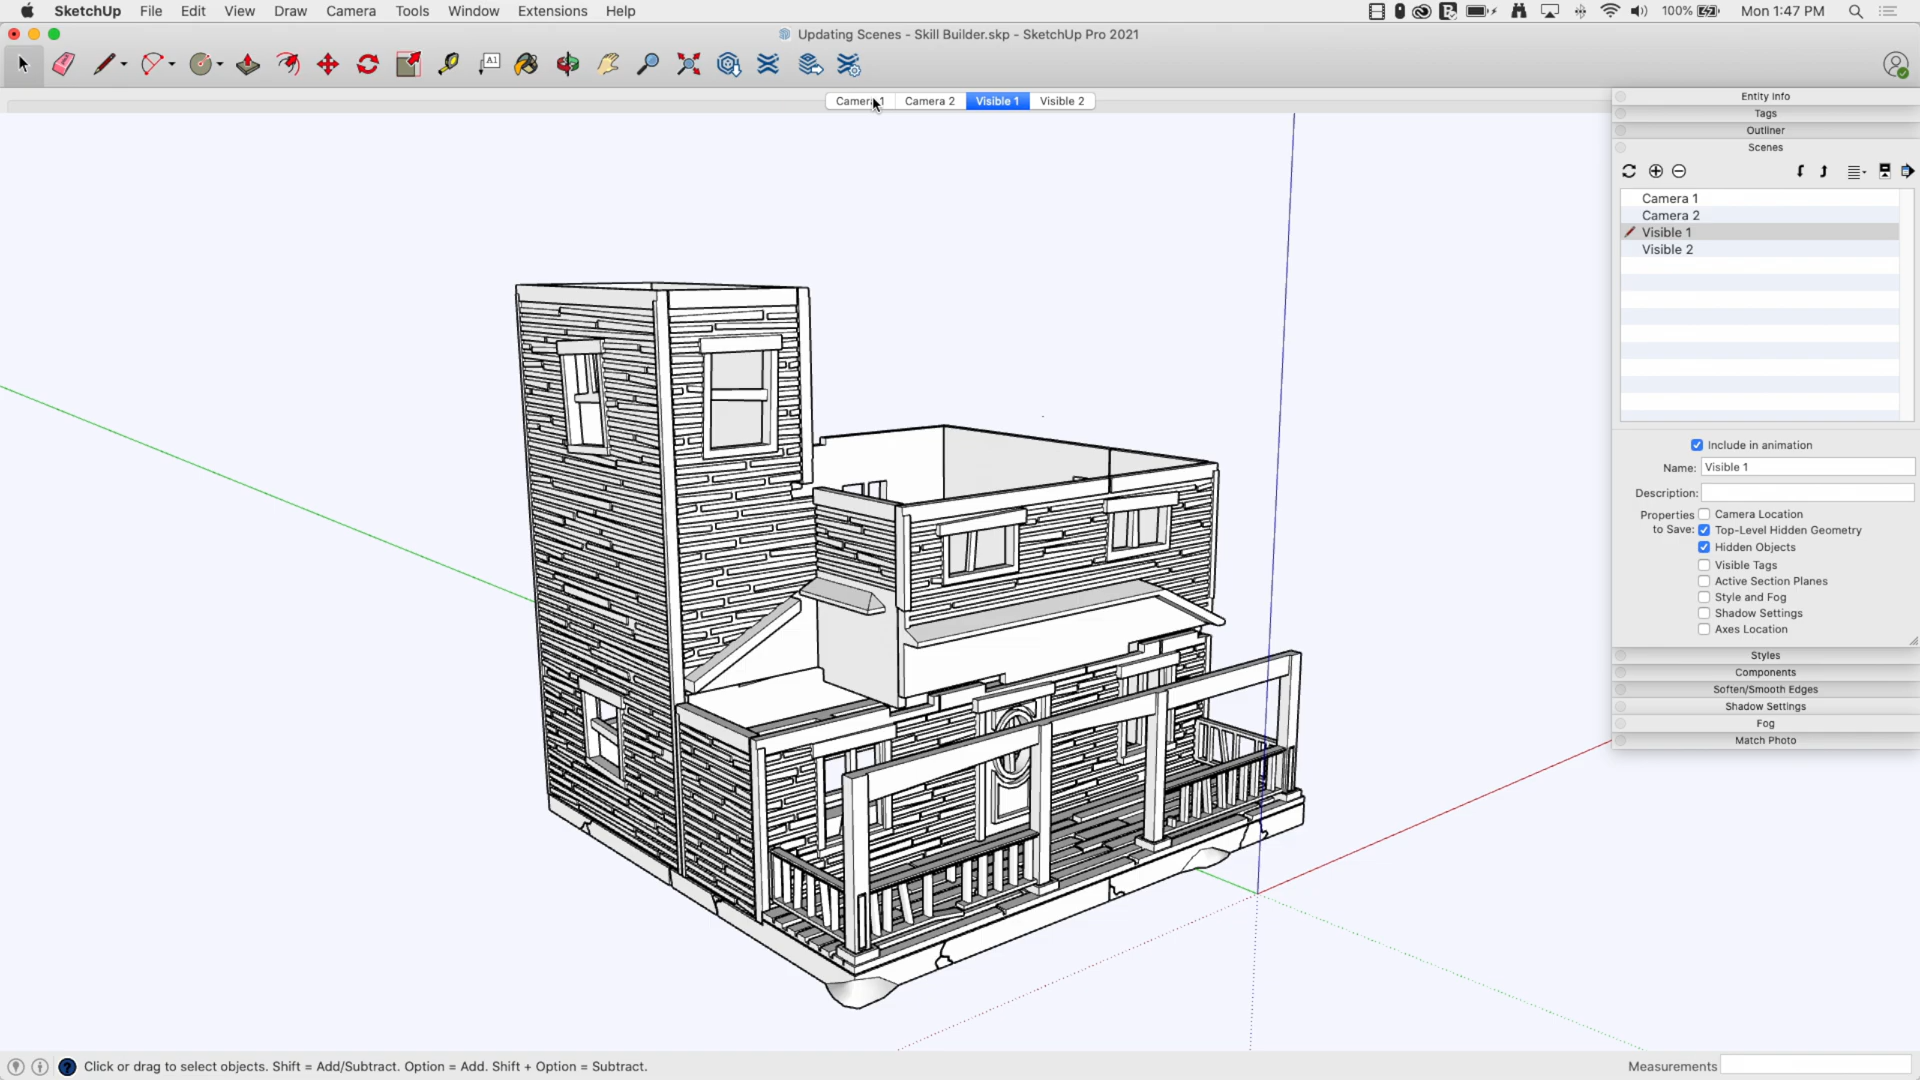 SketchUp File Edit View Draw Camera Tools Window Extensions Help 100% Mon 1:47 PM
Updating Scenes - Skill Builder.skp - SketchUp Pro 2021
A1
Camera 1 Camera 2 Visible 1 Visible 2
Entity Info
Tags
Outliner
Scenes
Camera 1
Camera 2
Visible 1
Visible 2
Include in animation
Name: Visible 1
Description:
Properties Camera Location
to Save: Top-Level Hidden Geometry
Hidden Objects
Visible Tags
Active Section Planes
Style and Fog
Shadow Settings
Axes Location
Styles
Components
Soften/Smooth Edges
Shadow Settings
Fog
Match Photo
Click or drag to select objects. Shift = Add/Subtract. Option = Add. Shift + Option = Subtract. Measurements